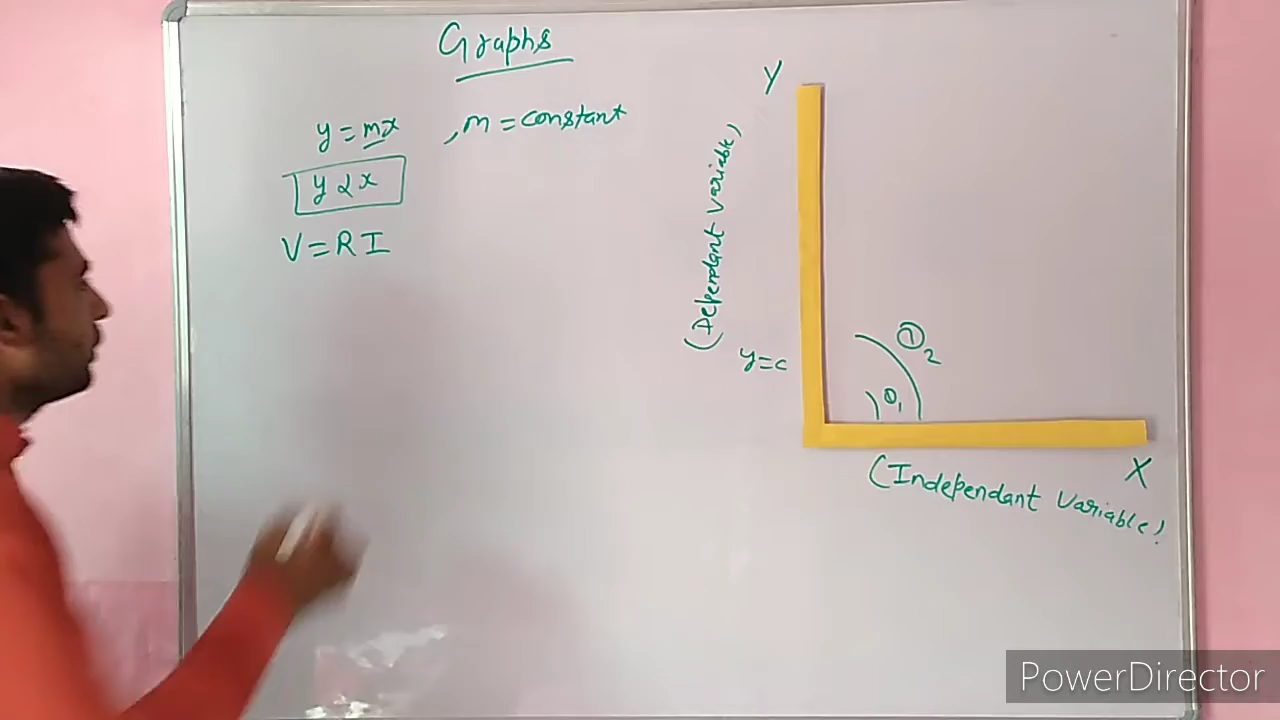 Graphs
y = mx , m = constant
y ∝ x
V = RI
Y
(Dependant Variable)
y = c
θ₁
θ₂
X
(Independant Variable)
PowerDirector